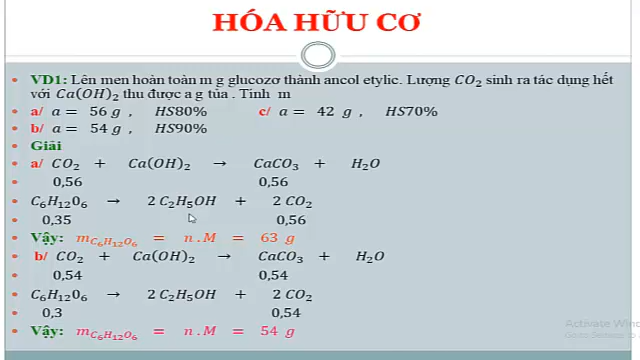 HÓA HỮU CƠ
VD1: Lên men hoàn toàn m g glucozơ thành ancol etylic. Lượng CO₂ sinh ra tác dụng hết
với Ca(OH)₂ thu được a g tủa . Tính m
a/ a = 56 g , HS80% c/ a = 42 g , HS70%
b/ a = 54 g , HS90%
Giải
a/ CO₂ + Ca(OH)₂ → CaCO₃ + H₂O
0,56 0,56
C₆H₁₂O₆ → 2 C₂H₅OH + 2 CO₂
0,35 0,56
Vậy: m C₆H₁₂O₆ = n . M = 63 g
b/ CO₂ + Ca(OH)₂ → CaCO₃ + H₂O
0,54 0,54
C₆H₁₂O₆ → 2 C₂H₅OH + 2 CO₂
0,3 0,54
Vậy: m C₆H₁₂O₆ = n . M = 54 g
Activate Wind